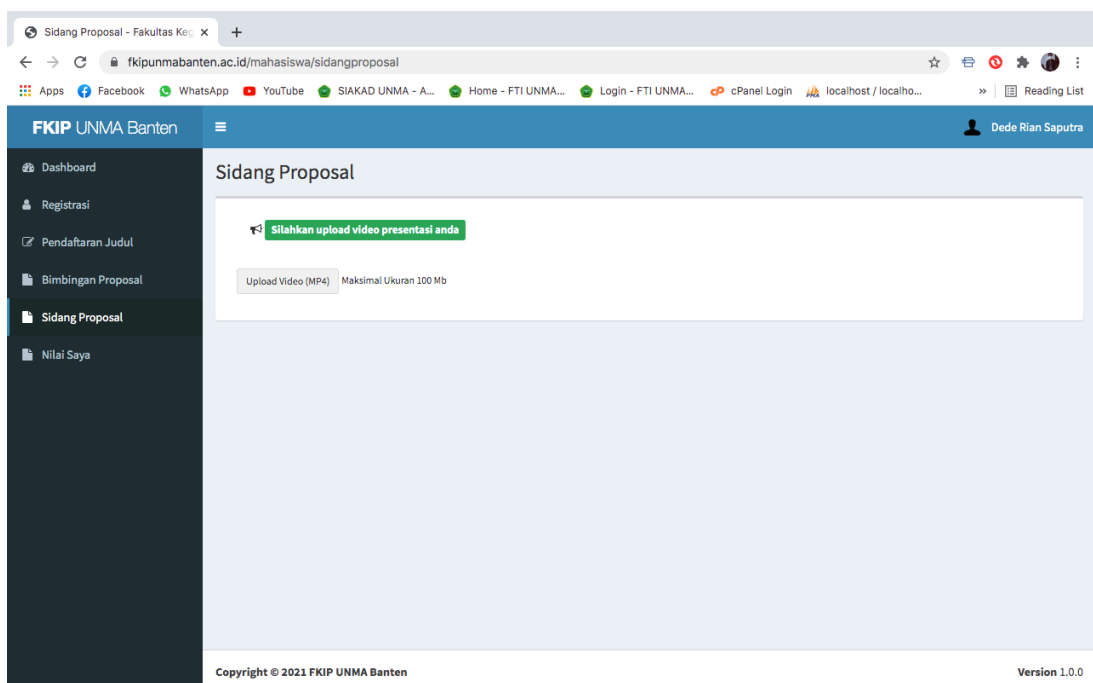 Sidang Proposal - Fakultas Keg
fkipunmabanten.ac.id/mahasiswa/sidangproposal
Apps Facebook WhatsApp YouTube SIAKAD UNMA - A... Home - FTI UNMA... Login - FTI UNMA... cPanel Login localhost / localho... » Reading List
FKIP UNMA Banten
Dede Rian Saputra
Dashboard
Registrasi
Pendaftaran Judul
Bimbingan Proposal
Sidang Proposal
Nilai Saya
Sidang Proposal
Silahkan upload video presentasi anda
Upload Video (MP4) Maksimal Ukuran 100 Mb
Copyright © 2021 FKIP UNMA Banten
Version 1.0.0